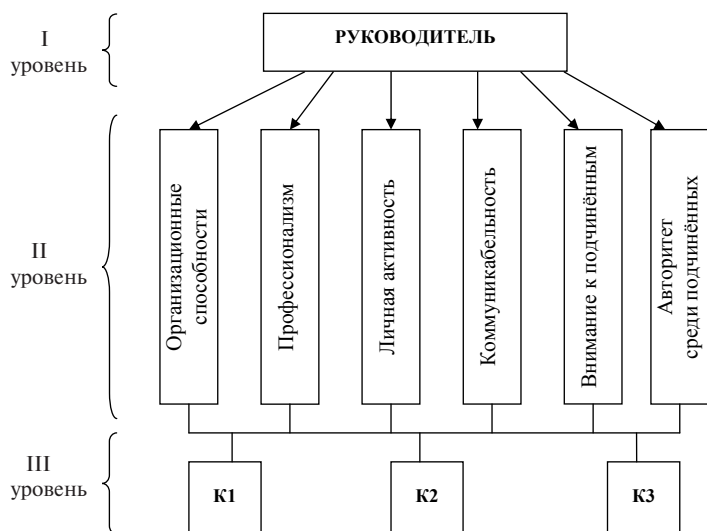 I
уровень
РУКОВОДИТЕЛЬ
II
уровень
Организационные
способности
Профессионализм
Личная активность
Коммуникабельность
Внимание к подчинённым
Авторитет
среди подчинённых
III
уровень
К1
К2
К3